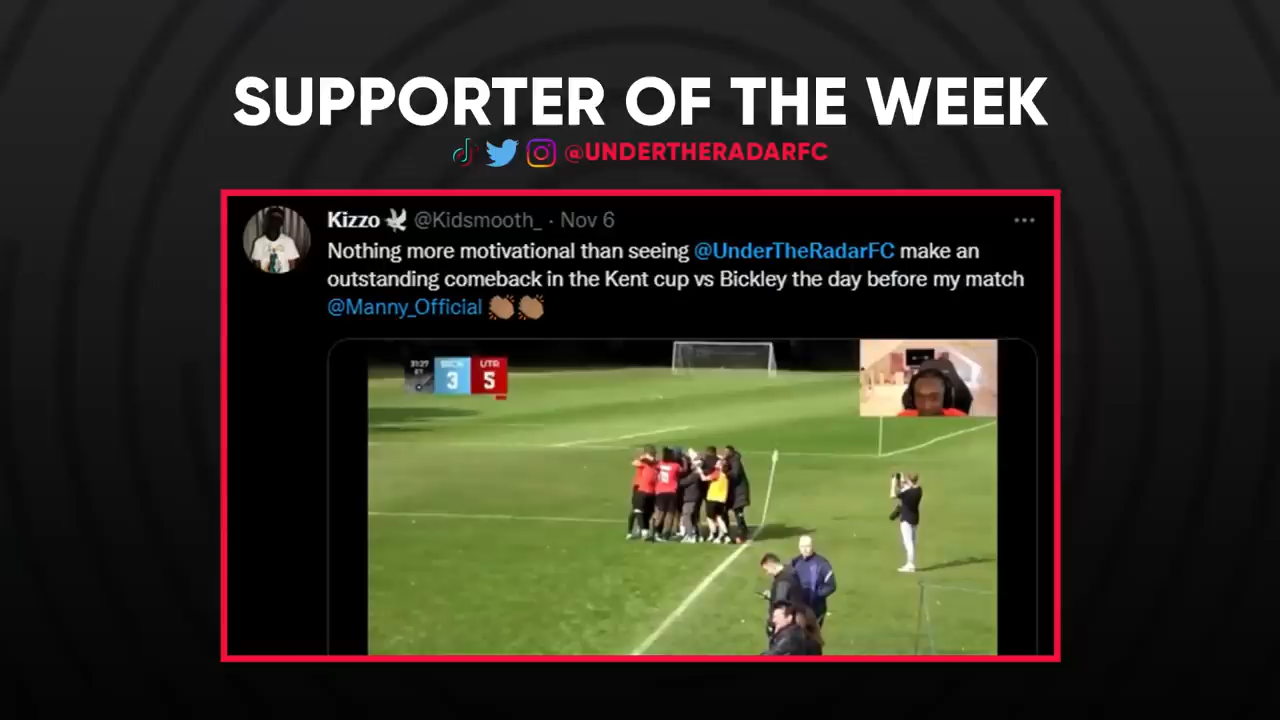 SUPPORTER OF THE WEEK
@UNDERTHERADARFC
Kizzo 🕊 @Kidsmooth_ · Nov 6
Nothing more motivational than seeing @UnderTheRadarFC make an
outstanding comeback in the Kent cup vs Bickley the day before my match
@Manny_Official 👏🏽👏🏽
UTR
3 5